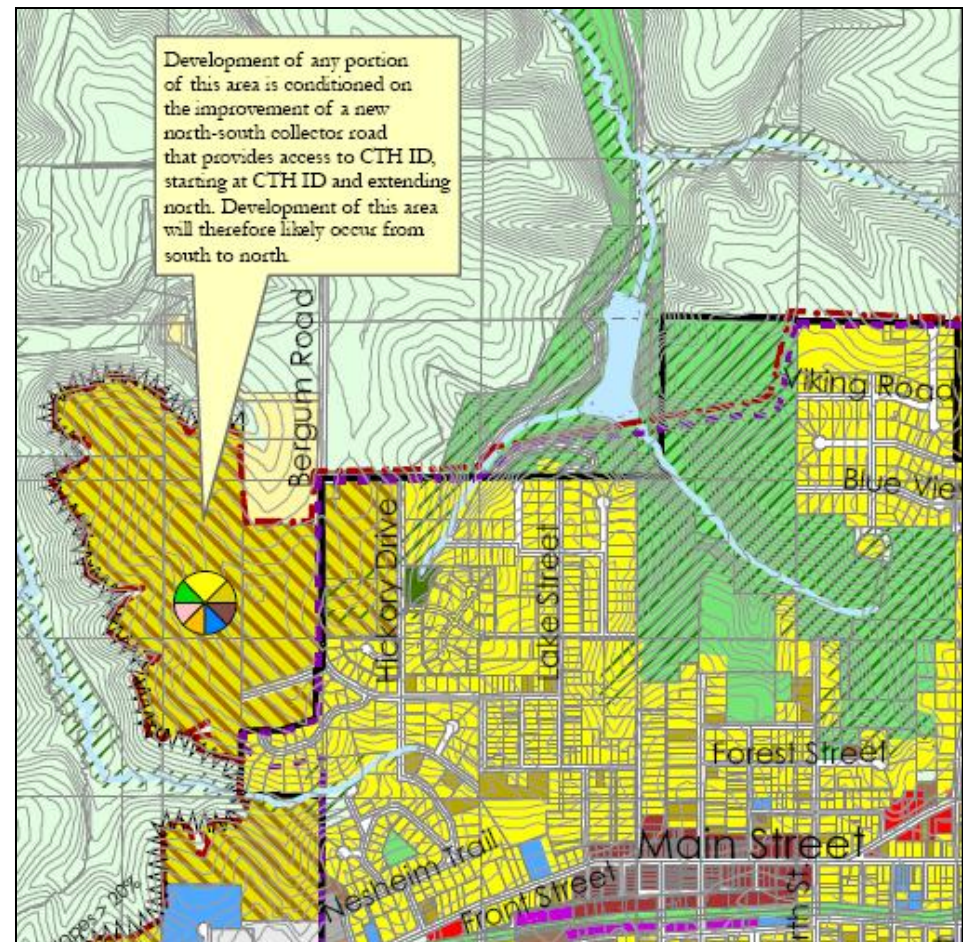 Development of any portion
of this area is conditioned on
the improvement of a new
north-south collector road
that provides access to CTH ID,
starting at CTH ID and extending
north. Development of this area
will therefore likely occur from
south to north.
Bergum Road
Viking Road
Blue Vie
Hickory Drive
Lake Street
Forest Street
Main Street
Nesheim Trail
Front Street
th St
pes > 20%